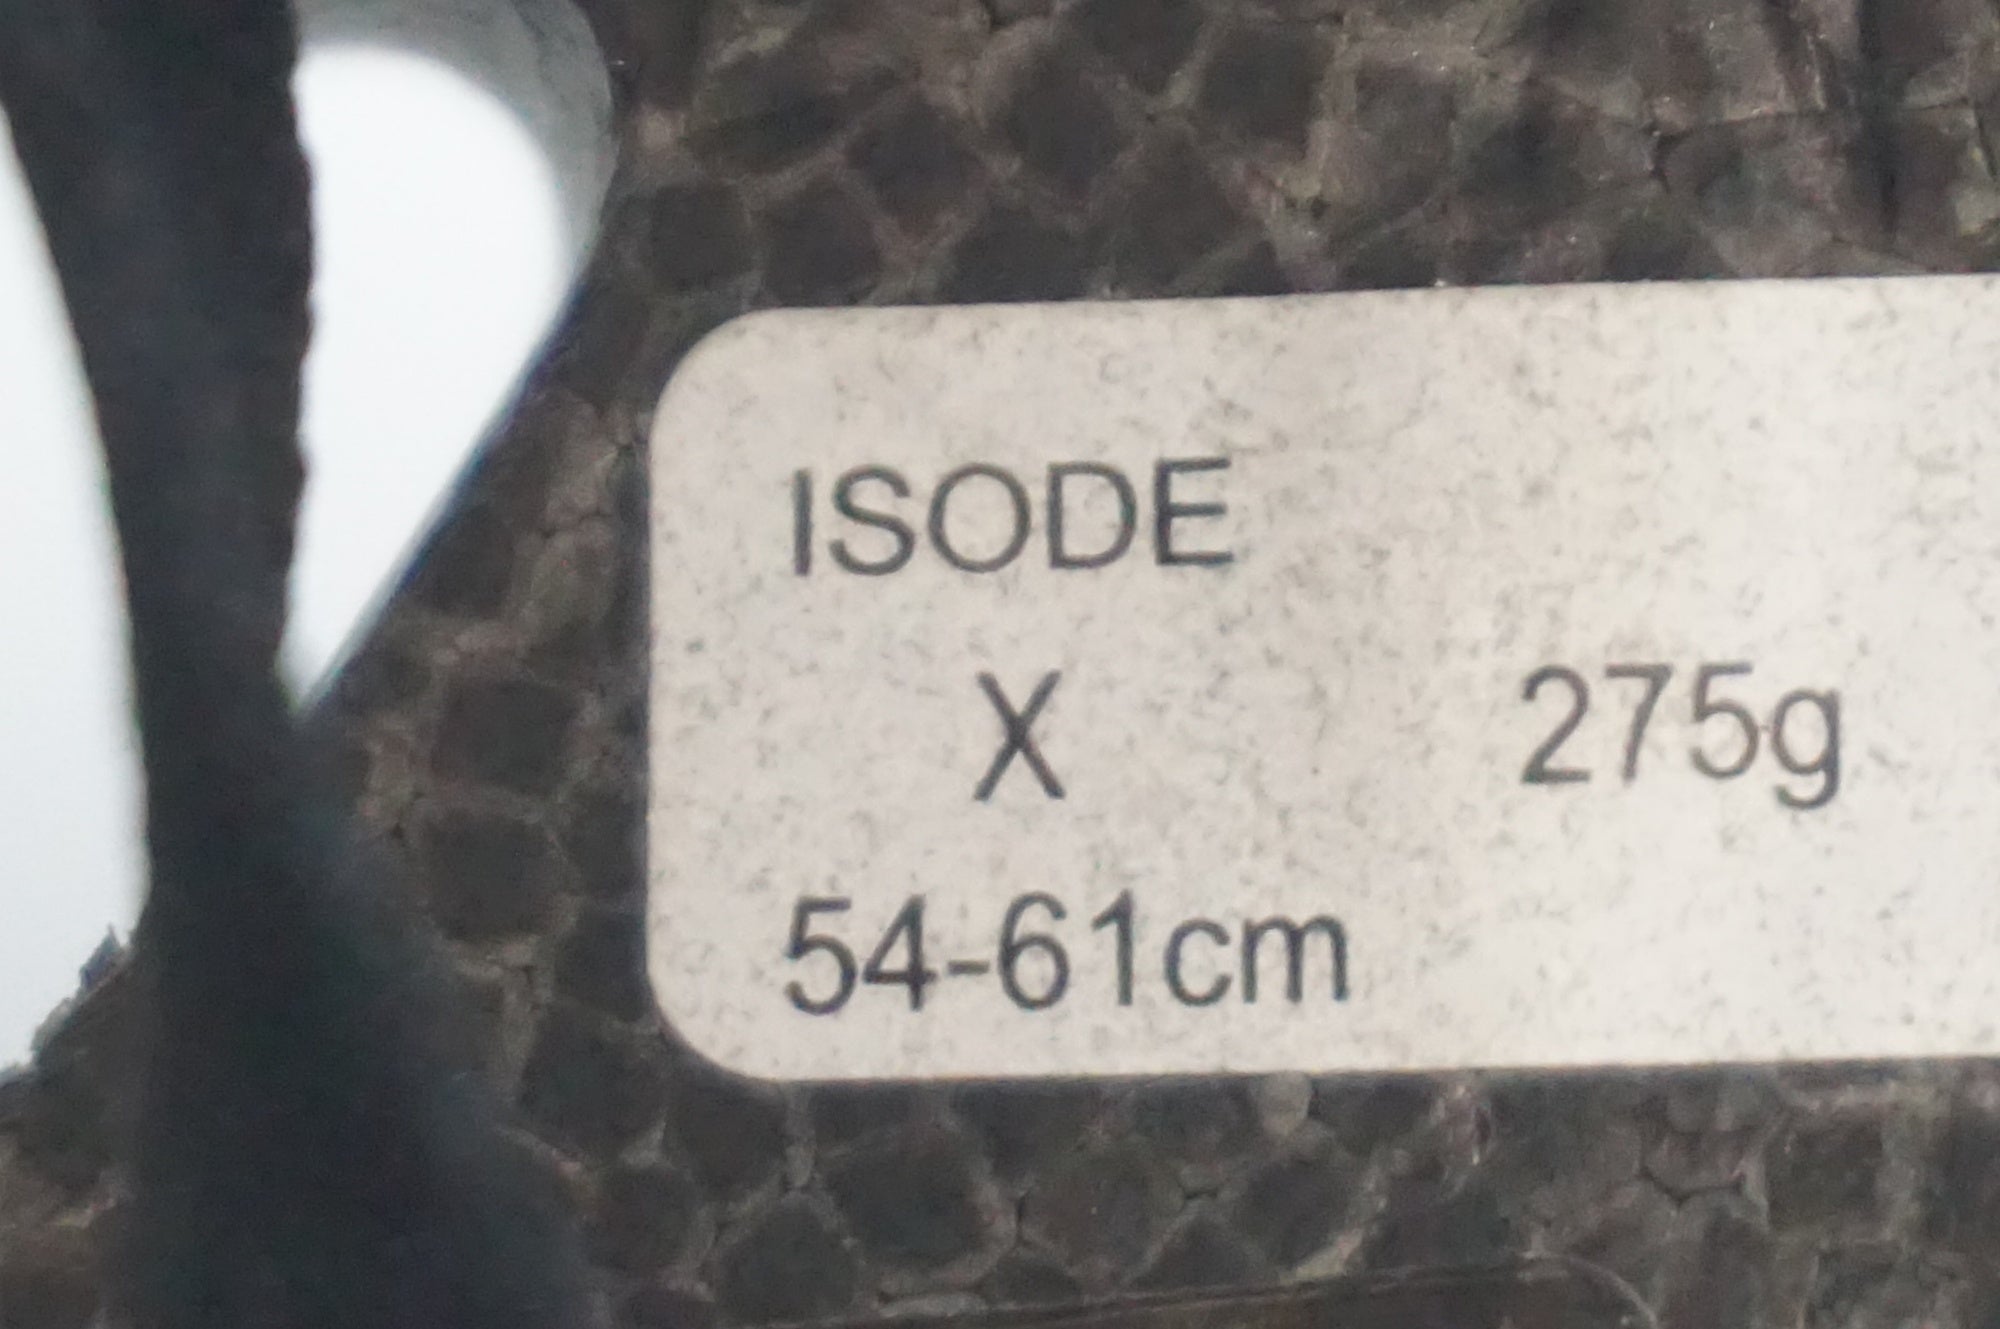 ISODE
X 275g
54-61cm